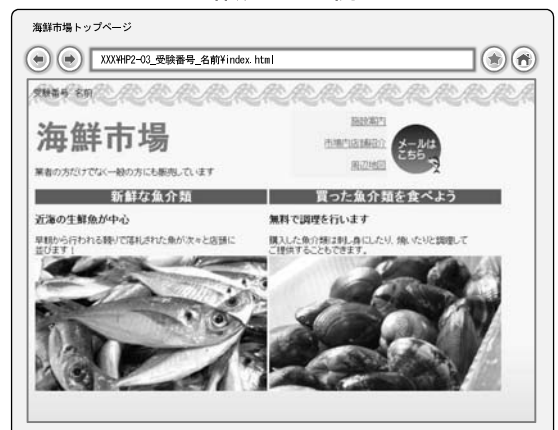 海鮮市場トップページ
XXX¥HP2-03_受験番号_名前¥index.html
受験番号 名前
海鮮市場
業者の方だけでなく一般の方にも販売しています
施設案内
市場内店舗紹介
周辺地図
メールは
こちら
新鮮な魚介類
買った魚介類を食べよう
近海の生鮮魚が中心
無料で調理を行います
早朝から行われる競りで落札された魚が次々と店頭に
並びます！
購入した魚介類は刺し身にしたり、焼いたりと調理して
ご提供することもできます。